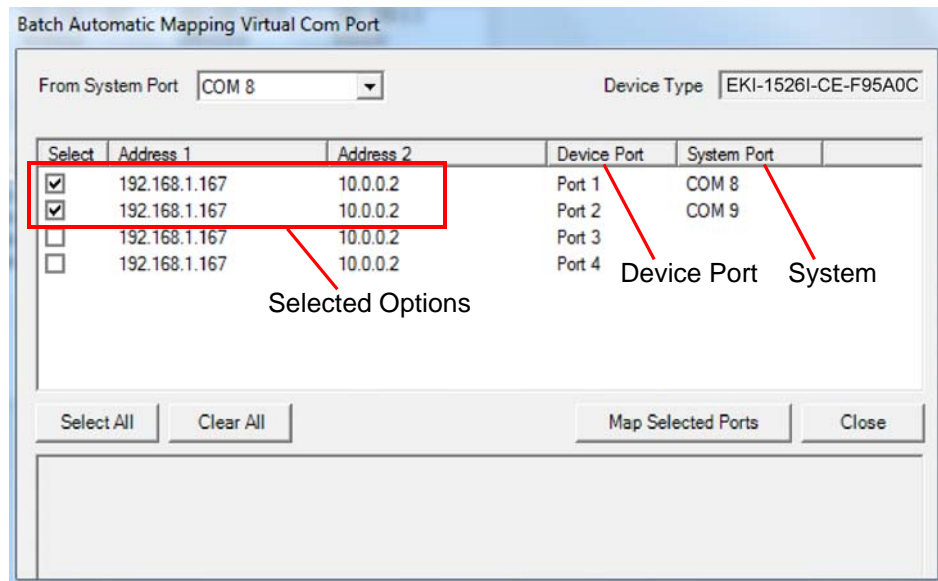 Batch Automatic Mapping Virtual Com Port
From System Port COM 8 Device Type EKI-1526I-CE-F95A0C
Select Address 1 Address 2 Device Port System Port
192.168.1.167 10.0.0.2 Port 1 COM 8
192.168.1.167 10.0.0.2 Port 2 COM 9
192.168.1.167 10.0.0.2 Port 3
192.168.1.167 10.0.0.2 Port 4
Device Port System
Selected Options
Select All Clear All Map Selected Ports Close